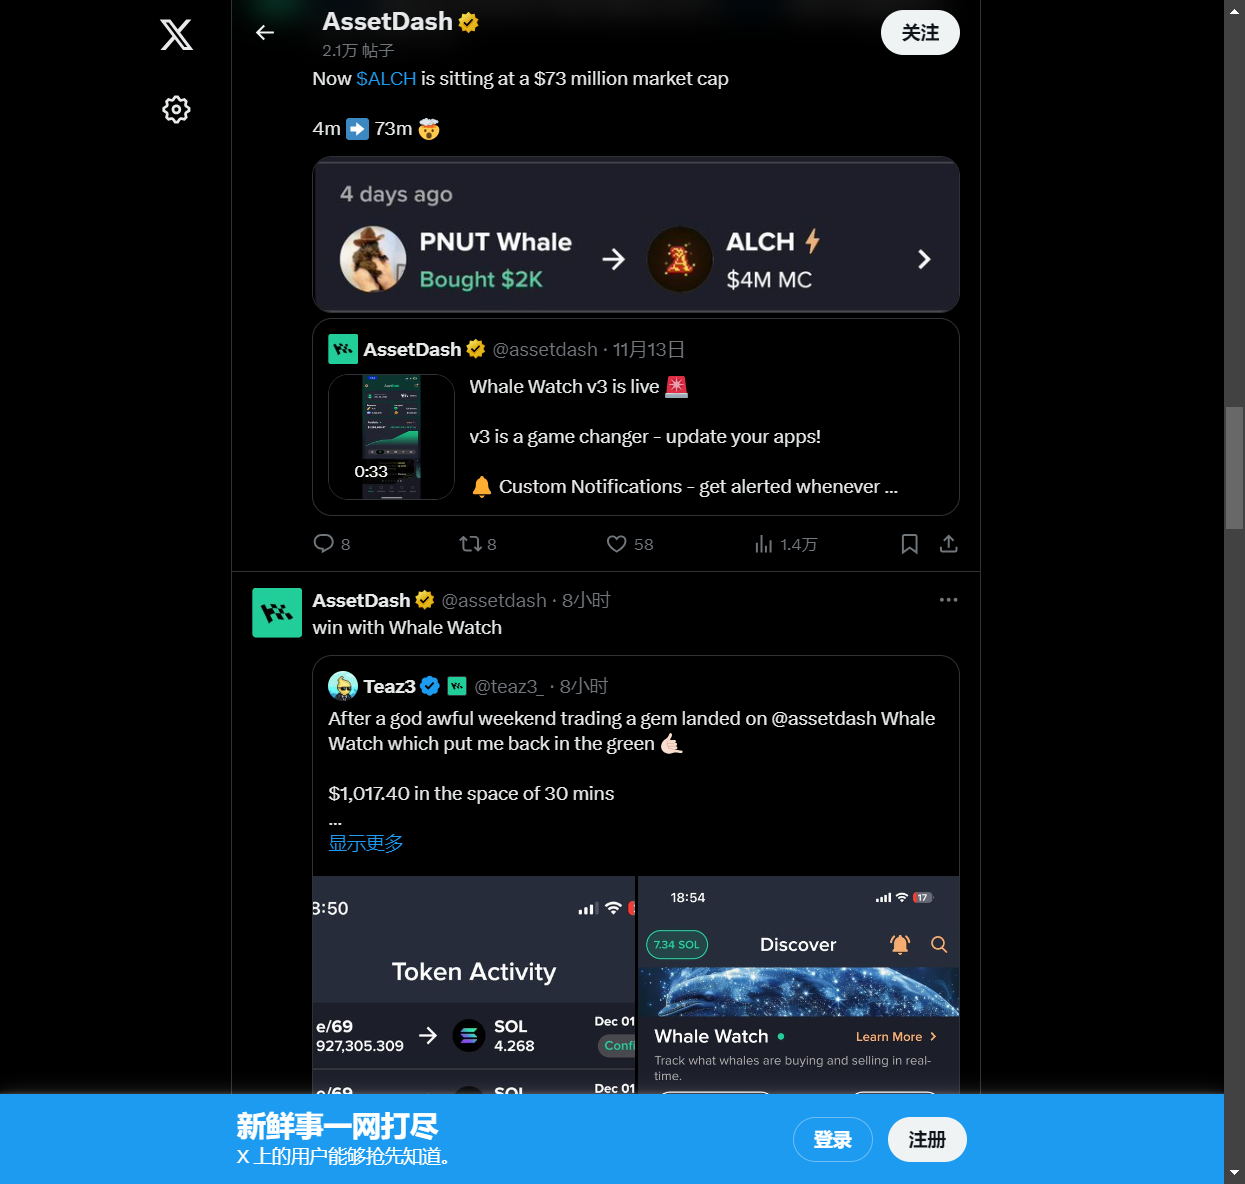 AssetDash
2.1万 帖子
关注
Now $ALCH is sitting at a $73 million market cap
4m ➡️ 73m 🤯
4 days ago
PNUT Whale
Bought $2K
ALCH⚡
$4M MC
AssetDash @assetdash · 11月13日
Whale Watch v3 is live 🚨
v3 is a game changer - update your apps!
🔔 Custom Notifications - get alerted whenever ...
0:33
8
8
58
1.4万
AssetDash @assetdash · 8小时
win with Whale Watch
Teaz3 @teaz3_ · 8小时
After a god awful weekend trading a gem landed on @assetdash Whale
Watch which put me back in the green 🤙🏻
$1,017.40 in the space of 30 mins
...
显示更多
8:50
Token Activity
e/69
927,305.309
SOL
4.268
Dec 01
Confi
e/69
SOL
Dec 01
18:54
17
7.34 SOL
Discover
Whale Watch
Learn More
Track what whales are buying and selling in real-
time.
新鲜事一网打尽
X 上的用户能够抢先知道。
登录
注册